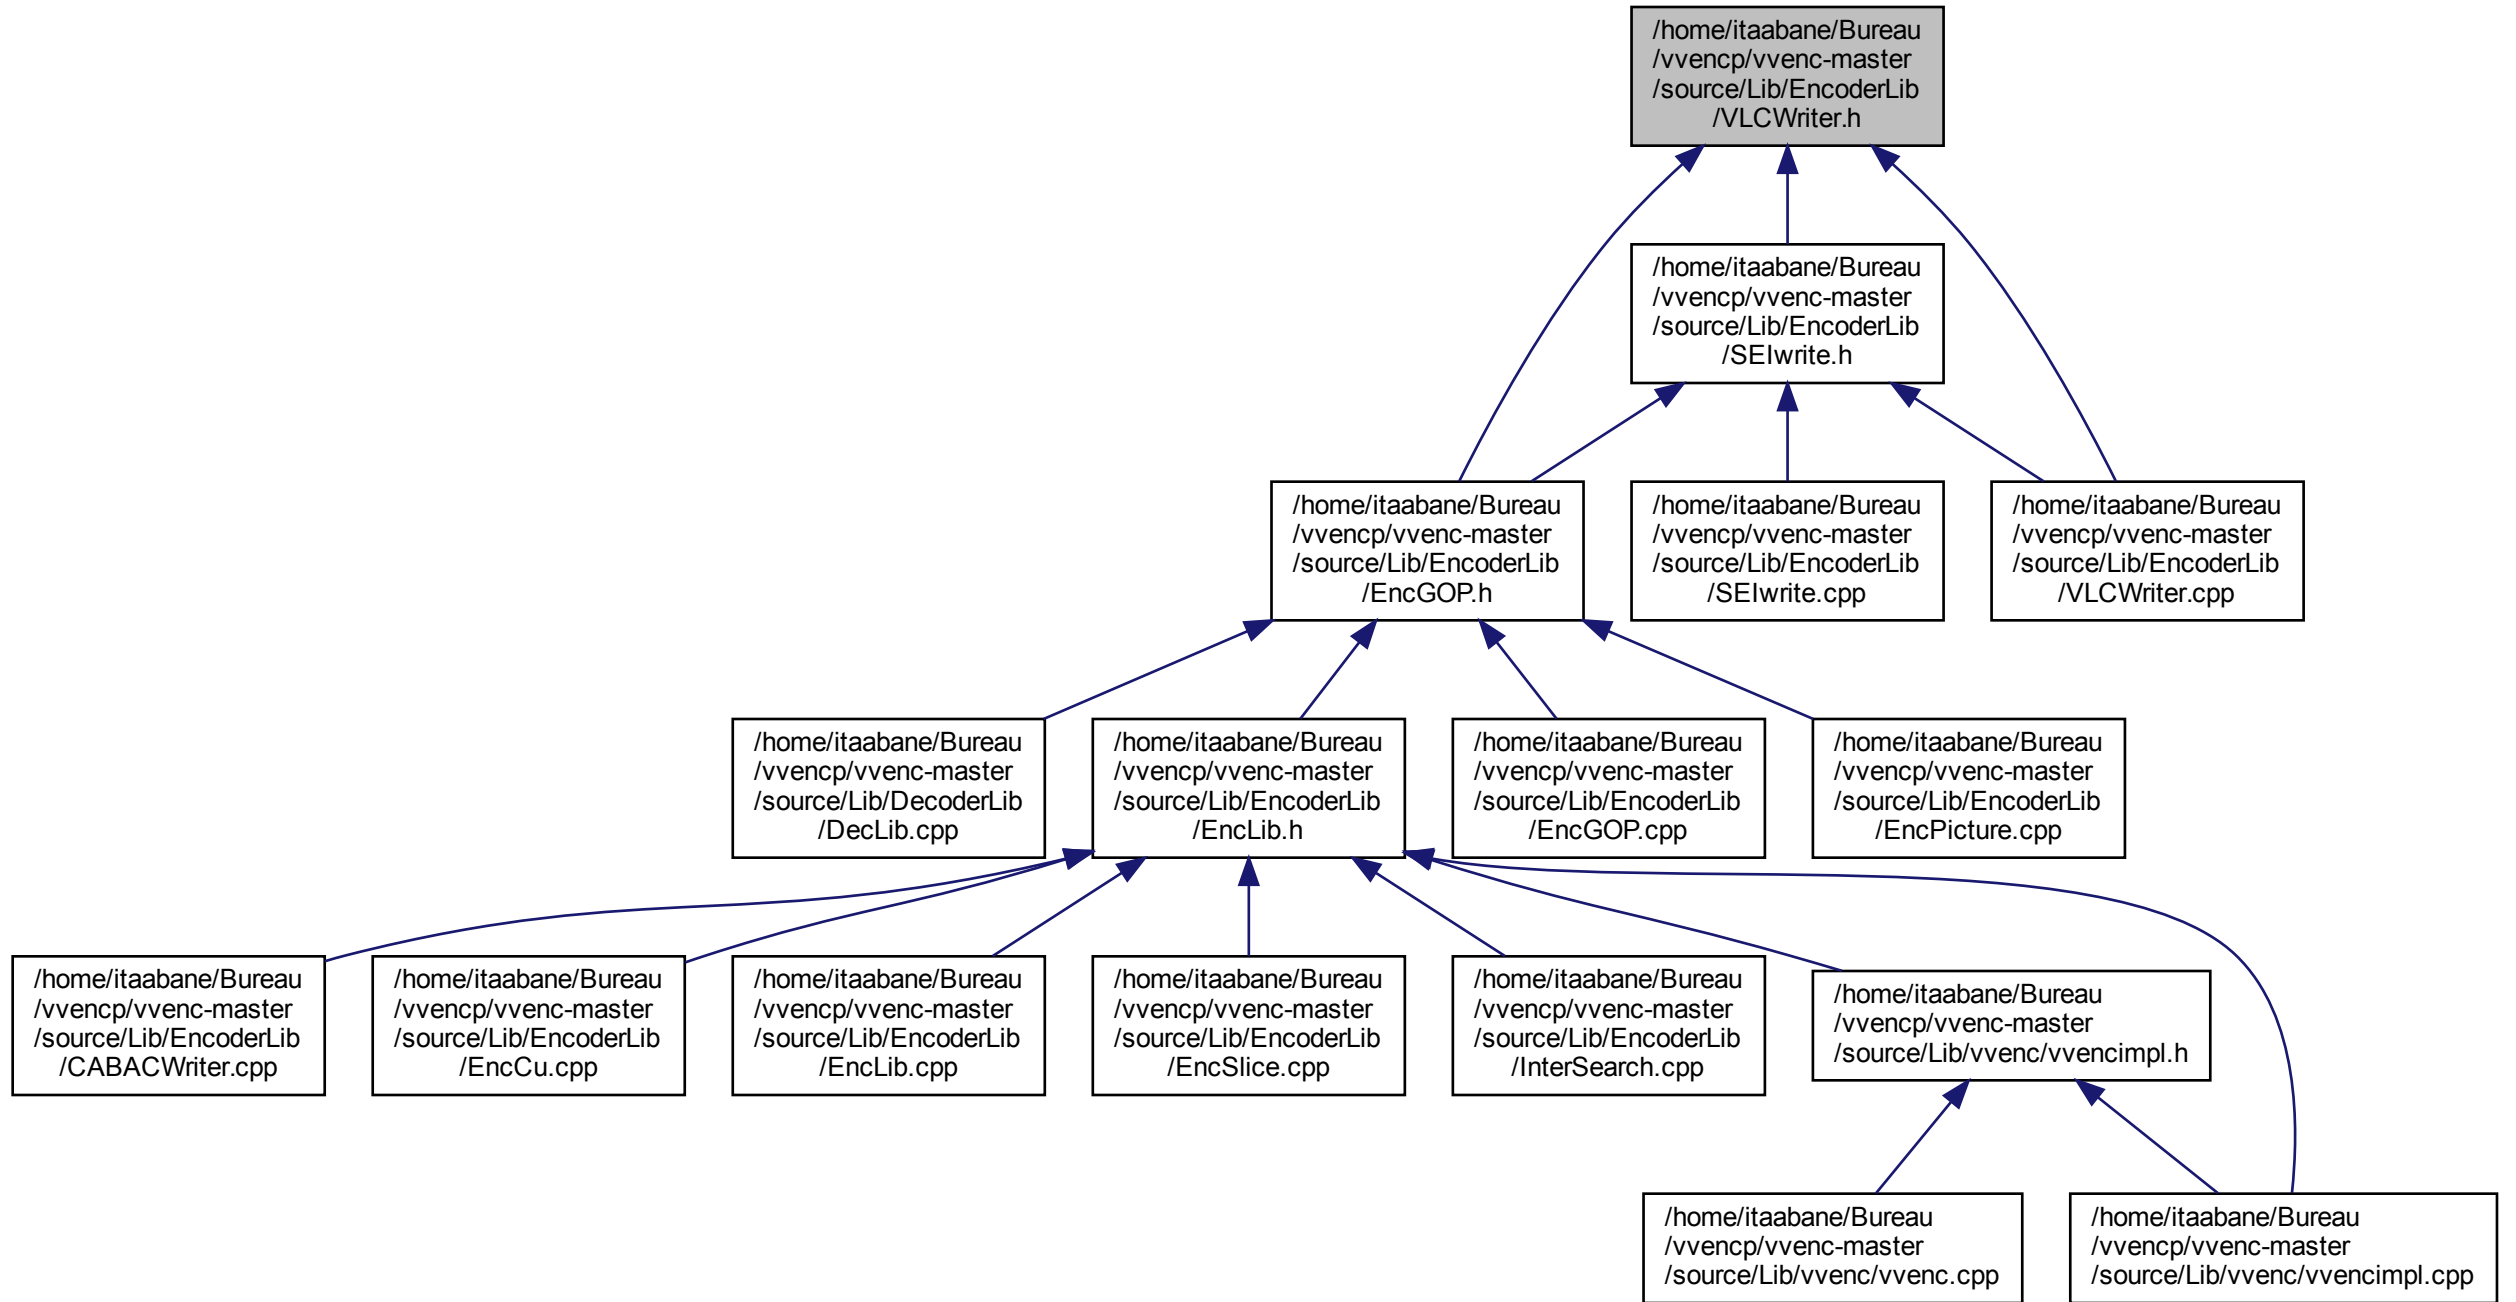 /home/itaabane/Bureau
/vvencp/vvenc-master
/source/Lib/EncoderLib
/VLCWriter.h
/home/itaabane/Bureau
/vvencp/vvenc-master
/source/Lib/EncoderLib
/SEIwrite.h
/home/itaabane/Bureau
/vvencp/vvenc-master
/source/Lib/EncoderLib
/EncGOP.h
/home/itaabane/Bureau
/vvencp/vvenc-master
/source/Lib/EncoderLib
/SEIwrite.cpp
/home/itaabane/Bureau
/vvencp/vvenc-master
/source/Lib/EncoderLib
/VLCWriter.cpp
/home/itaabane/Bureau
/vvencp/vvenc-master
/source/Lib/DecoderLib
/DecLib.cpp
/home/itaabane/Bureau
/vvencp/vvenc-master
/source/Lib/EncoderLib
/EncLib.h
/home/itaabane/Bureau
/vvencp/vvenc-master
/source/Lib/EncoderLib
/EncGOP.cpp
/home/itaabane/Bureau
/vvencp/vvenc-master
/source/Lib/EncoderLib
/EncPicture.cpp
/home/itaabane/Bureau
/vvencp/vvenc-master
/source/Lib/EncoderLib
/CABACWriter.cpp
/home/itaabane/Bureau
/vvencp/vvenc-master
/source/Lib/EncoderLib
/EncCu.cpp
/home/itaabane/Bureau
/vvencp/vvenc-master
/source/Lib/EncoderLib
/EncLib.cpp
/home/itaabane/Bureau
/vvencp/vvenc-master
/source/Lib/EncoderLib
/EncSlice.cpp
/home/itaabane/Bureau
/vvencp/vvenc-master
/source/Lib/EncoderLib
/InterSearch.cpp
/home/itaabane/Bureau
/vvencp/vvenc-master
/source/Lib/vvenc/vvencimpl.h
/home/itaabane/Bureau
/vvencp/vvenc-master
/source/Lib/vvenc/vvenc.cpp
/home/itaabane/Bureau
/vvencp/vvenc-master
/source/Lib/vvenc/vvencimpl.cpp